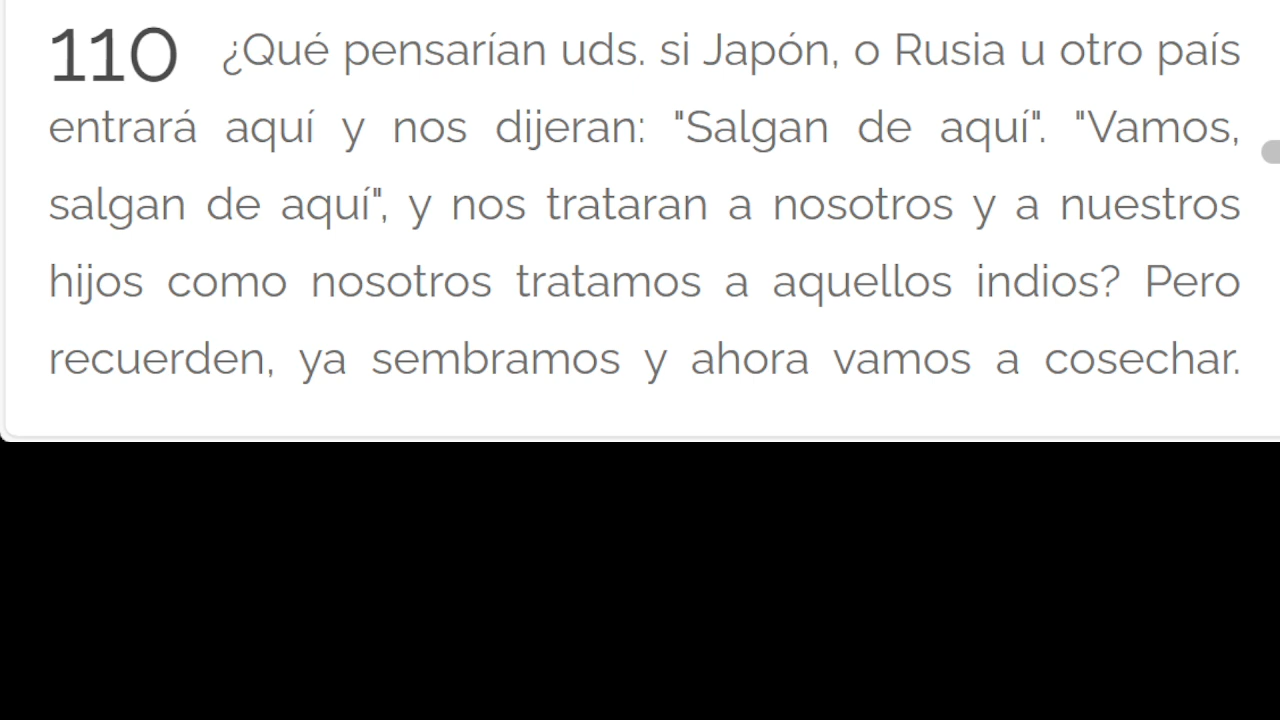 110 ¿Qué pensarían uds. si Japón, o Rusia u otro país
entrará aquí y nos dijeran: "Salgan de aquí". "Vamos,
salgan de aquí", y nos trataran a nosotros y a nuestros
hijos como nosotros tratamos a aquellos indios? Pero
recuerden, ya sembramos y ahora vamos a cosechar.